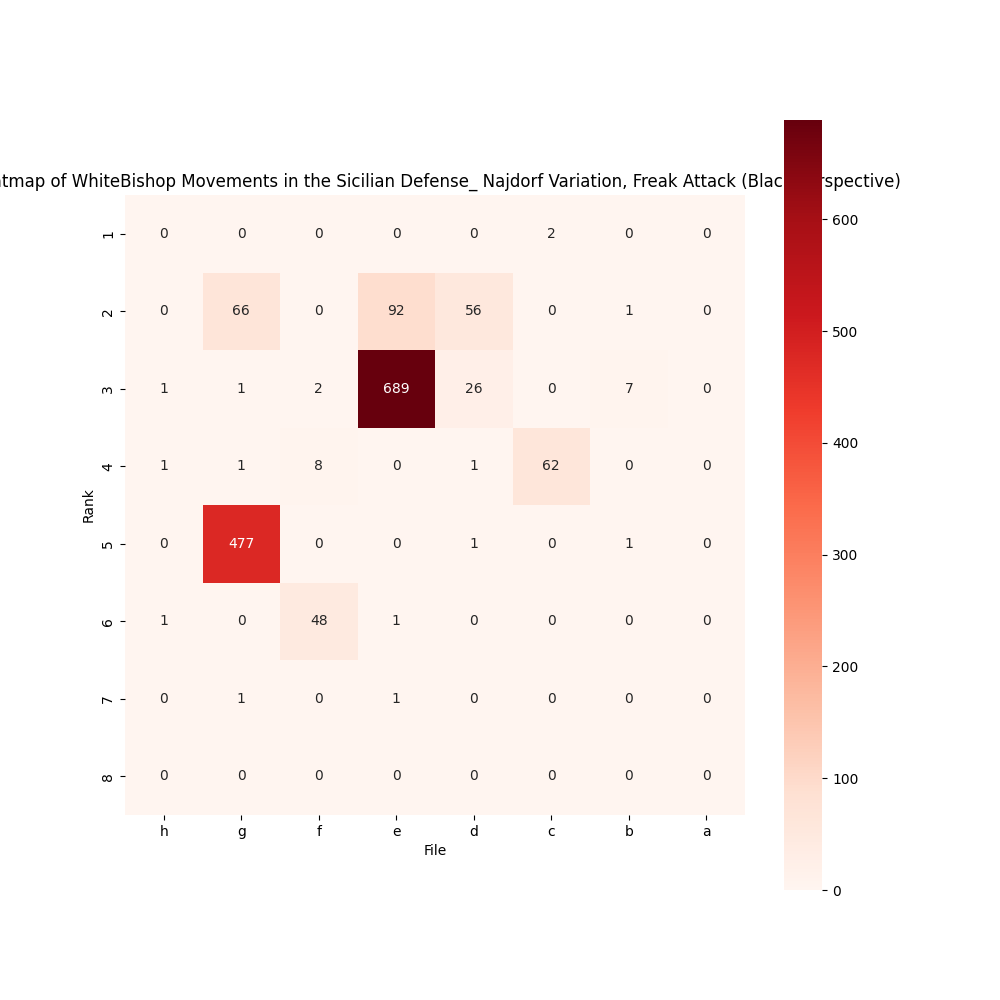 tmap of WhiteBishop Movements in the Sicilian Defense_ Najdorf Variation, Freak Attack (Blac rspective)
1 0 0 0 0 0 2 0 0
2 0 66 0 92 56 0 1 0
3 1 1 2 689 26 0 7 0
4 1 1 8 0 1 62 0 0
Rank
5 0 477 0 0 1 0 1 0
6 1 0 48 1 0 0 0 0
7 0 1 0 1 0 0 0 0
8 0 0 0 0 0 0 0 0
h g f e d c b a
File
600
500
400
300
200
100
0